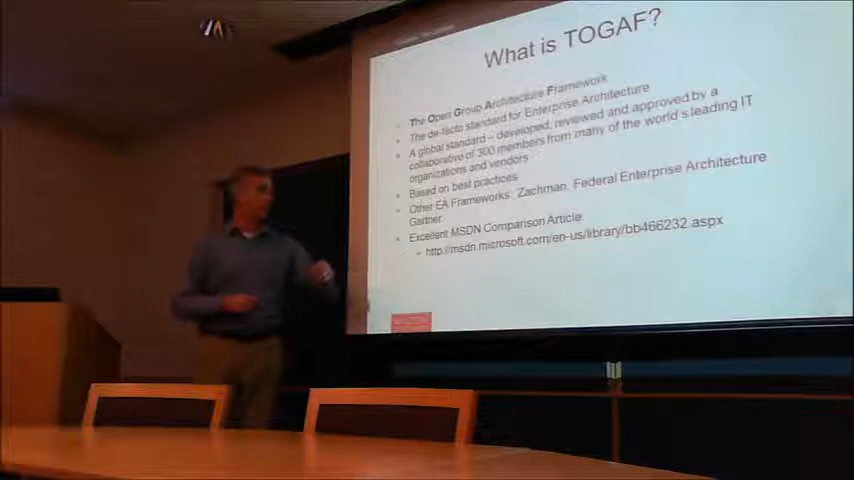 What is TOGAF?
The Open Group Architecture Framework
The de-facto standard for Enterprise Architecture
A global standard – developed, reviewed and approved by a
collaborative of 300 members from many of the world's leading IT
organizations and vendors
Based on best practices
Other EA Frameworks: Zachman, Federal Enterprise Architecture
Gartner
Excellent MSDN Comparison Article:
http://msdn.microsoft.com/en-us/library/bb466232.aspx